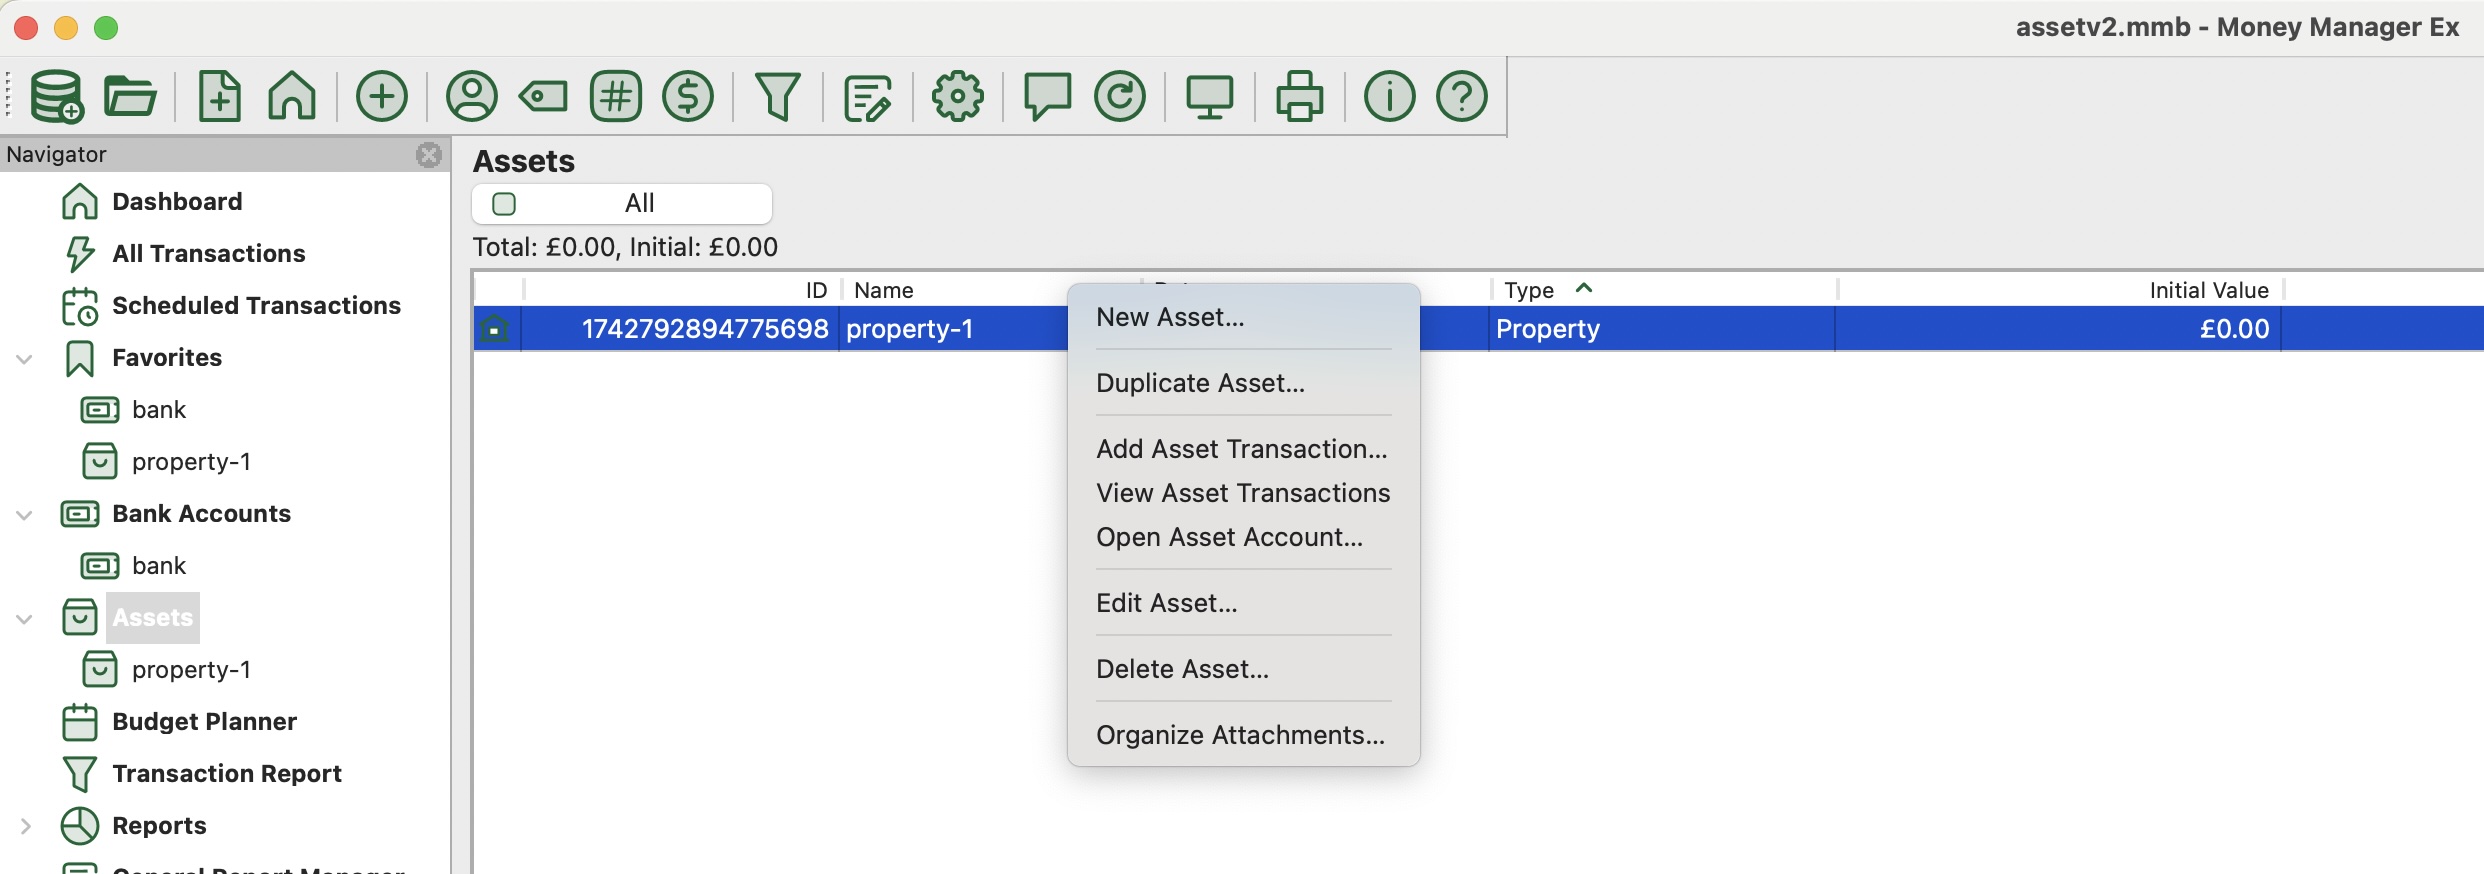 assetv2.mmb - Money Manager Ex
Navigator
Dashboard
All Transactions
Scheduled Transactions
Favorites
bank
property-1
Bank Accounts
bank
Assets
property-1
Budget Planner
Transaction Report
Reports
General Report Manager
Assets
All
Total: £0.00, Initial: £0.00
ID Name Type Initial Value
1742792894775698 property-1 Property £0.00
New Asset...
Duplicate Asset...
Add Asset Transaction...
View Asset Transactions
Open Asset Account...
Edit Asset...
Delete Asset...
Organize Attachments...